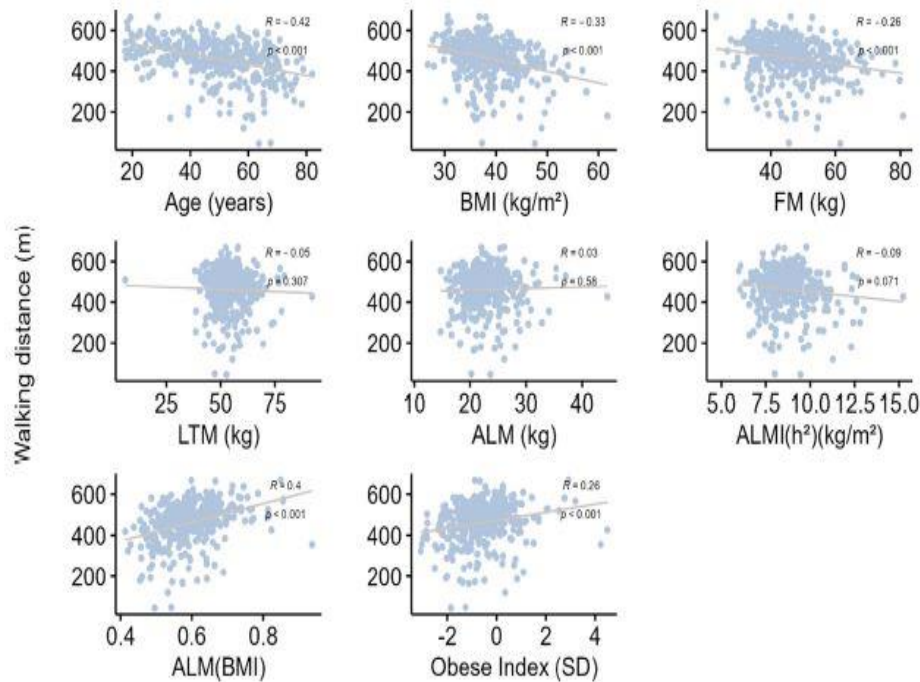 600
400
200
R = - 0.42
p < 0.001
20 40 60 80
Age (years)
600
400
200
R = - 0.33
p < 0.001
30 40 50 60
BMI (kg/m²)
600
400
200
R = - 0.26
p < 0.001
40 60 80
FM (kg)
Walking distance (m)
600
400
200
R = - 0.05
p = 0.307
25 50 75
LTM (kg)
600
400
200
R = 0.03
p = 0.56
10 20 30 40
ALM (kg)
600
400
200
R = - 0.09
p = 0.071
5.0 7.5 10.0 12.5 15.0
ALMI(h²)(kg/m²)
600
400
200
R = 0.4
p < 0.001
0.4 0.6 0.8
ALM(BMI)
600
400
200
R = 0.26
p < 0.001
-2 0 2 4
Obese Index (SD)